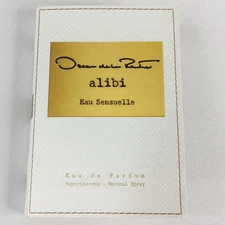 Oscar de la Renta
alibi
Eau Sensuelle
Eau de Parfum
Vaporisateur - Natural Spray